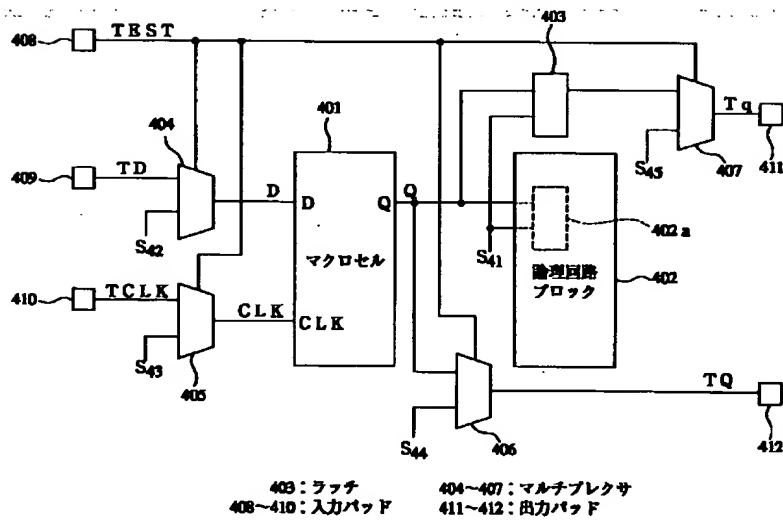 408
TEST
403
404
401
Tq
411
407
S45
409
TD
D
D
Q
Q
S42
マクロセル
S41
402a
論理回路
ブロック
402
410
TCLK
CLK
CLK
S43
405
TQ
S44
406
412
403：ラッチ
404～407：マルチプレクサ
408～410：入力パッド
411～412：出力パッド